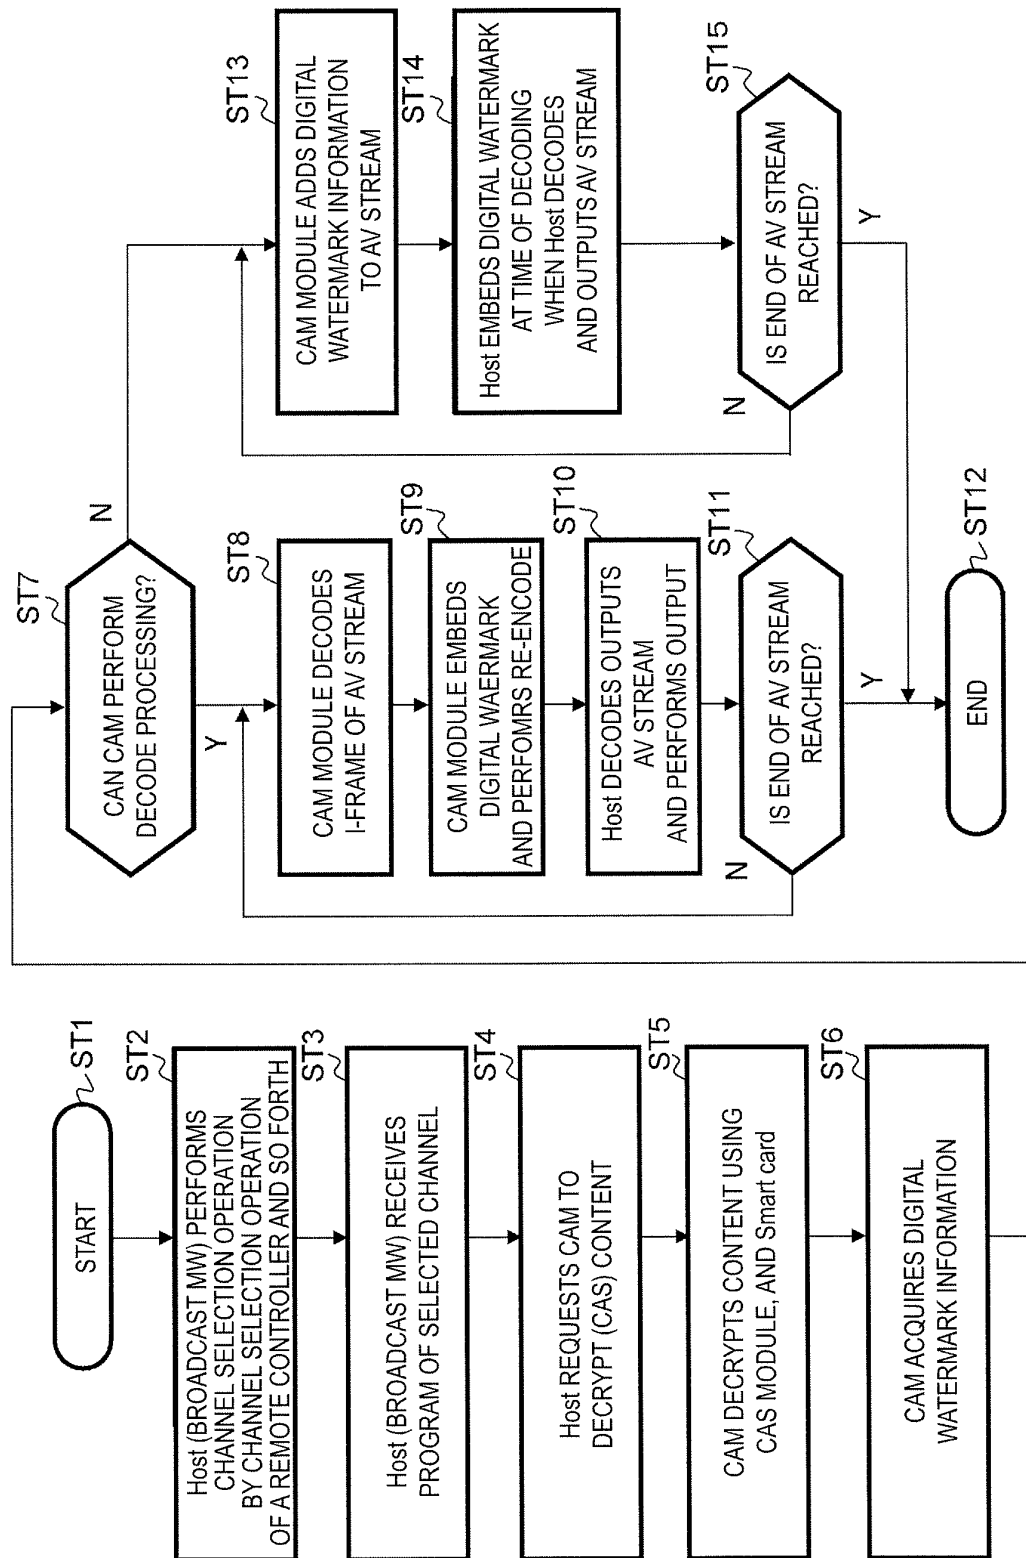 START
ST1
Host (BROADCAST MW) PERFORMS
CHANNEL SELECTION OPERATION
BY CHANNEL SELECTION OPERATION
OF A REMOTE CONTROLLER AND SO FORTH
ST2
Host (BROADCAST MW) RECEIVES
PROGRAM OF SELECTED CHANNEL
ST3
Host REQUESTS CAM TO
DECRYPT (CAS) CONTENT
ST4
CAM DECRYPTS CONTENT USING
CAS MODULE, AND Smart card
ST5
CAM ACQUIRES DIGITAL
WATERMARK INFORMATION
ST6
CAN CAM PERFORM
DECODE PROCESSING?
ST7
N
Y
CAM MODULE DECODES
I-FRAME OF AV STREAM
ST8
CAM MODULE EMBEDS
DIGITAL WAERMARK
AND PERFOMRS RE-ENCODE
ST9
Host DECODES OUTPUTS
AV STREAM
AND PERFORMS OUTPUT
ST10
IS END OF AV STREAM
REACHED?
ST11
N
Y
END
ST12
CAM MODULE ADDS DIGITAL
WATERMARK INFORMATION
TO AV STREAM
ST13
Host EMBEDS DIGITAL WATERMARK
AT TIME OF DECODING
WHEN Host DECODES
AND OUTPUTS AV STREAM
ST14
IS END OF AV STREAM
REACHED?
ST15
N
Y